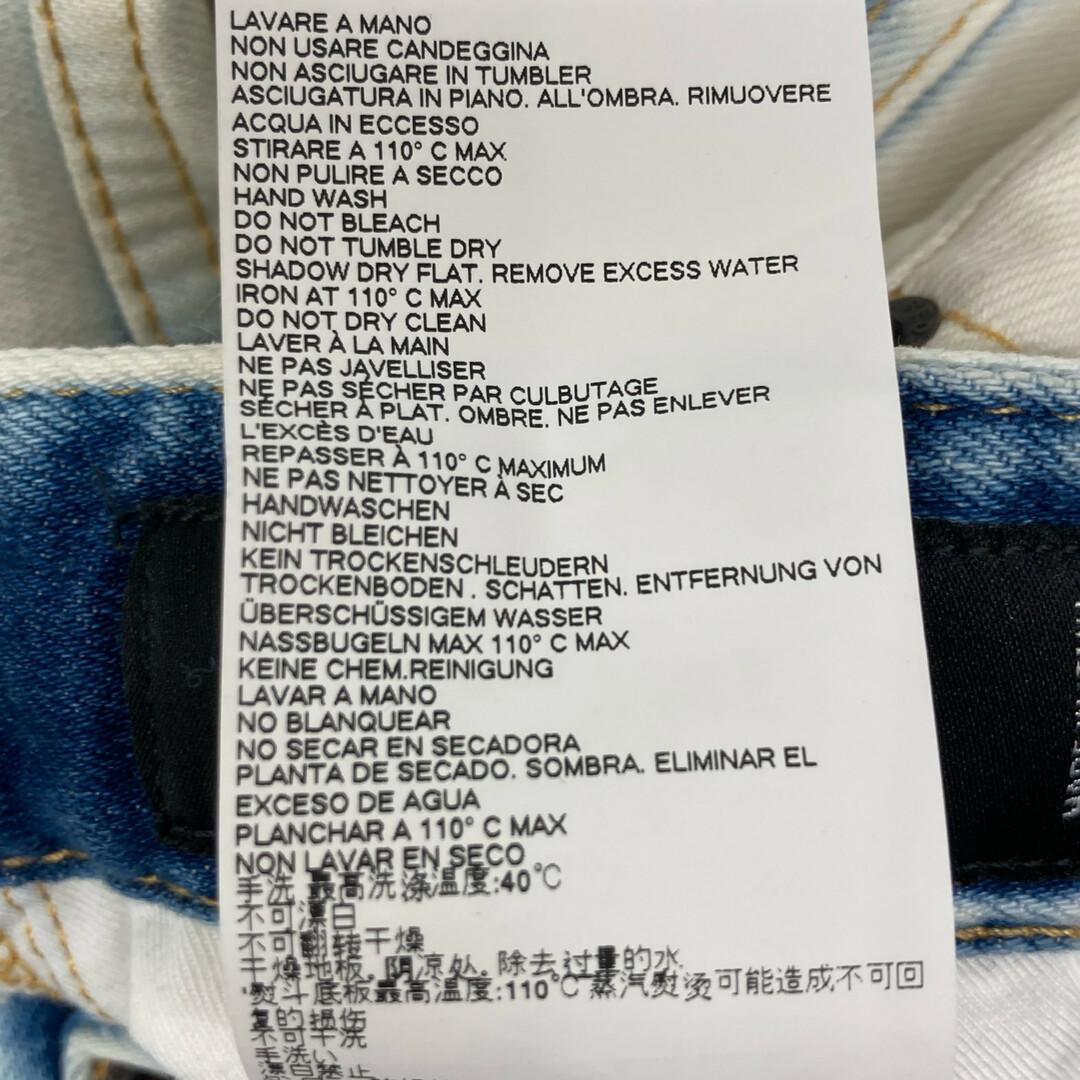 LAVARE A MANO
NON USARE CANDEGGINA
NON ASCIUGARE IN TUMBLER
ASCIUGATURA IN PIANO. ALL'OMBRA. RIMUOVERE
ACQUA IN ECCESSO
STIRARE A 110° C MAX
NON PULIRE A SECCO
HAND WASH
DO NOT BLEACH
DO NOT TUMBLE DRY
SHADOW DRY FLAT. REMOVE EXCESS WATER
IRON AT 110° C MAX
DO NOT DRY CLEAN
LAVER À LA MAIN
NE PAS JAVELLISER
NE PAS SÉCHER PAR CULBUTAGE
SÉCHER À PLAT. OMBRE. NE PAS ENLEVER
L'EXCÈS D'EAU
REPASSER À 110° C MAXIMUM
NE PAS NETTOYER À SEC
HANDWASCHEN
NICHT BLEICHEN
KEIN TROCKENSCHLEUDERN
TROCKENBODEN . SCHATTEN. ENTFERNUNG VON
ÜBERSCHÜSSIGEM WASSER
NASSBUGELN MAX 110° C MAX
KEINE CHEM.REINIGUNG
LAVAR A MANO
NO BLANQUEAR
NO SECAR EN SECADORA
PLANTA DE SECADO. SOMBRA. ELIMINAR EL
EXCESO DE AGUA
PLANCHAR A 110° C MAX
NON LAVAR EN SECO
手洗 最高洗涤温度:40℃
不可漂白
不可翻转干燥
干燥地板。阴凉处。除去过量的水
熨斗底板最高温度:110℃ 蒸汽熨烫可能造成不可回
复的损伤
不可干洗
手洗い
漂白禁止